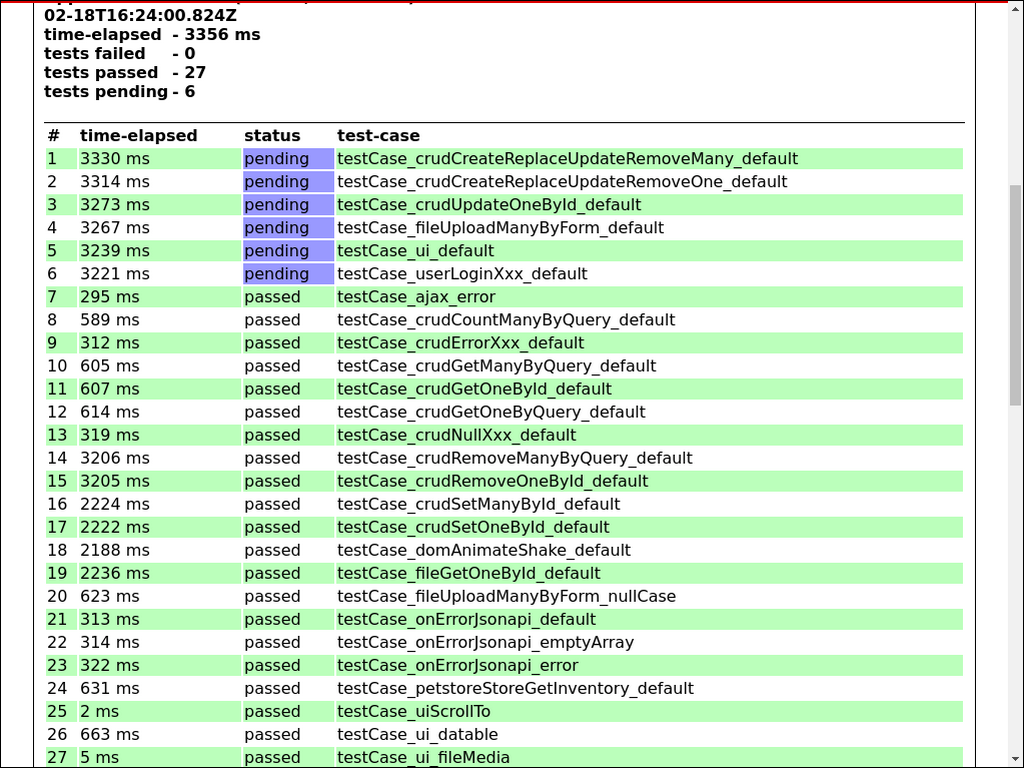 02-18T16:24:00.824Z
time-elapsed - 3356 ms
tests failed - 0
tests passed - 27
tests pending - 6
# time-elapsed status test-case
1 3330 ms pending testCase_crudCreateReplaceUpdateRemoveMany_default
2 3314 ms pending testCase_crudCreateReplaceUpdateRemoveOne_default
3 3273 ms pending testCase_crudUpdateOneById_default
4 3267 ms pending testCase_fileUploadManyByForm_default
5 3239 ms pending testCase_ui_default
6 3221 ms pending testCase_userLoginXxx_default
7 295 ms passed testCase_ajax_error
8 589 ms passed testCase_crudCountManyByQuery_default
9 312 ms passed testCase_crudErrorXxx_default
10 605 ms passed testCase_crudGetManyByQuery_default
11 607 ms passed testCase_crudGetOneById_default
12 614 ms passed testCase_crudGetOneByQuery_default
13 319 ms passed testCase_crudNullXxx_default
14 3206 ms passed testCase_crudRemoveManyByQuery_default
15 3205 ms passed testCase_crudRemoveOneById_default
16 2224 ms passed testCase_crudSetManyById_default
17 2222 ms passed testCase_crudSetOneById_default
18 2188 ms passed testCase_domAnimateShake_default
19 2236 ms passed testCase_fileGetOneById_default
20 623 ms passed testCase_fileUploadManyByForm_nullCase
21 313 ms passed testCase_onErrorJsonapi_default
22 314 ms passed testCase_onErrorJsonapi_emptyArray
23 322 ms passed testCase_onErrorJsonapi_error
24 631 ms passed testCase_petstoreStoreGetInventory_default
25 2 ms passed testCase_uiScrollTo
26 663 ms passed testCase_ui_datable
27 5 ms passed testCase_ui_fileMedia